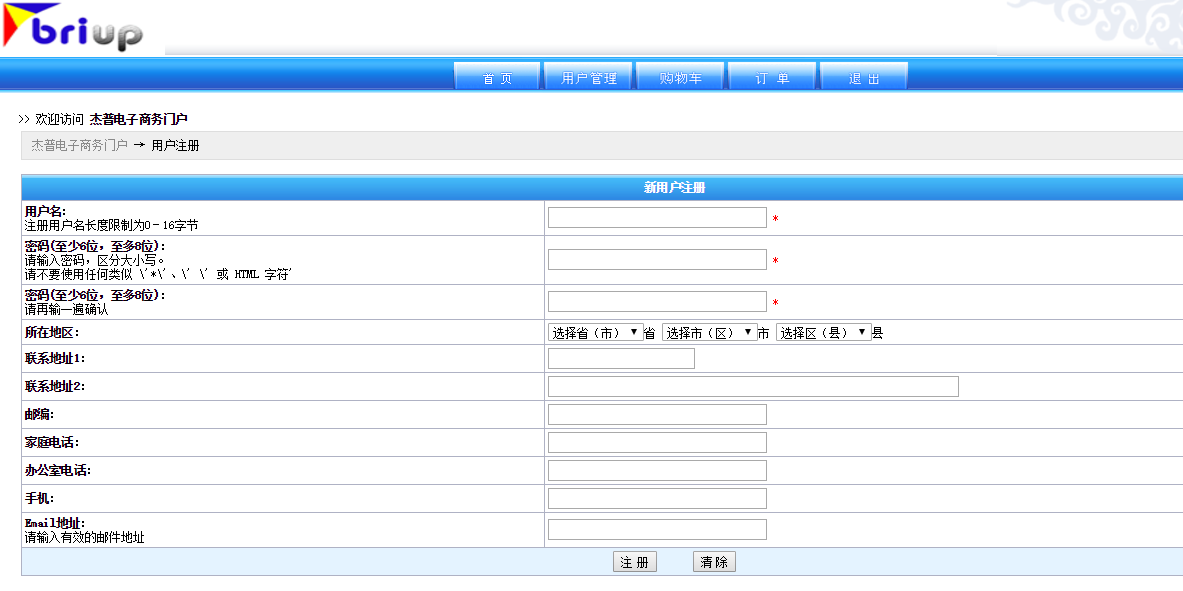 briup
首 页 用户管理 购物车 订 单 退 出
>> 欢迎访问 杰普电子商务门户
杰普电子商务门户 → 用户注册
新用户注册
用户名:
注册用户名长度限制为0-16字节
*
密码(至少6位，至多8位):
请输入密码，区分大小写。
请不要使用任何类似 \'*\'、\' \' 或 HTML 字符'
*
密码(至少6位，至多8位):
请再输一遍确认
*
所在地区:
选择省（市） ▼ 省 选择市（区） ▼ 市 选择区（县） ▼ 县
联系地址1:
联系地址2:
邮编:
家庭电话:
办公室电话:
手机:
Email地址:
请输入有效的邮件地址
注 册 清 除